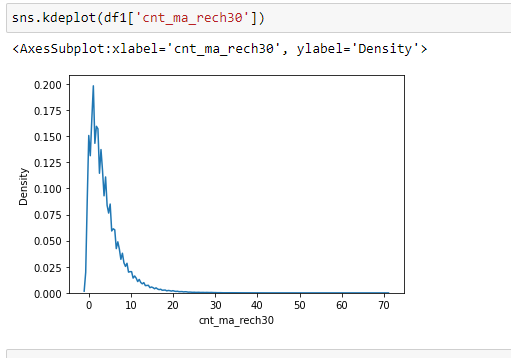 sns.kdeplot(df1['cnt_ma_rech30'])
<AxesSubplot:xlabel='cnt_ma_rech30', ylabel='Density'>
0.200
0.175
0.150
0.125
0.100
0.075
0.050
0.025
0.000
Density
0 10 20 30 40 50 60 70
cnt_ma_rech30